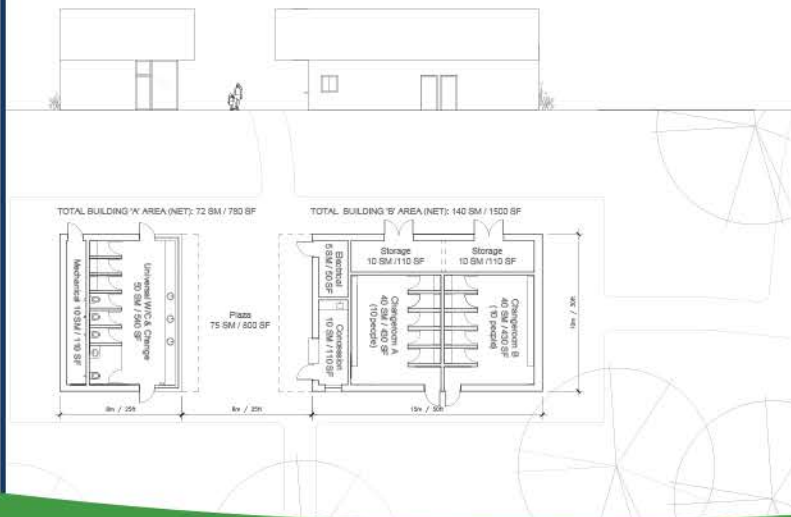 TOTAL BUILDING 'A' AREA (NET): 72 SM / 780 SF
TOTAL BUILDING 'B' AREA (NET): 140 SM / 1500 SF
Mechanical 10 SM / 110 SF
Universal W/C & Change
50 SM / 540 SF
Plaza
75 SM / 800 SF
Electrical
5 SM / 50 SF
Concession
10 SM / 110 SF
Storage
10 SM /110 SF
Storage
10 SM /110 SF
Changeroom A
40 SM / 430 SF
(10 people)
Changeroom B
40 SM / 430 SF
(10 people)
10m / 30ft
8m / 25ft
8m / 25ft
15m / 50ft